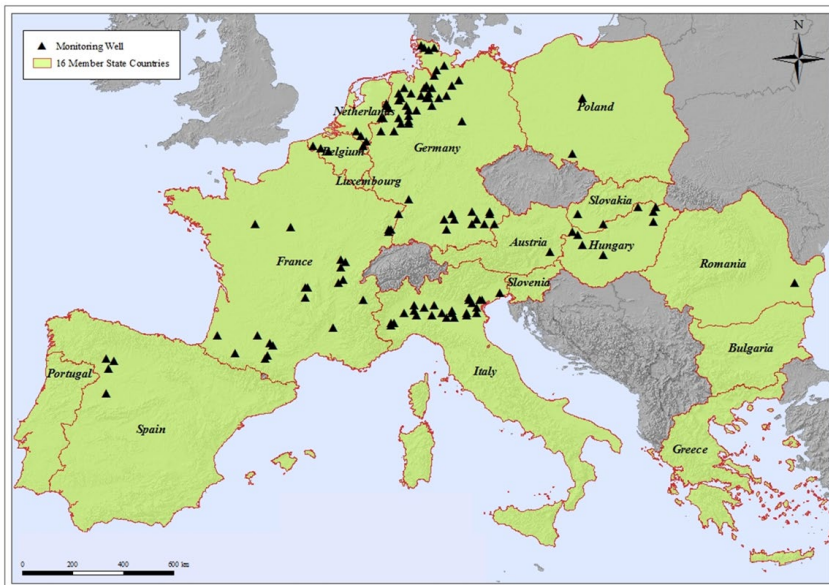 N
Monitoring Well
16 Member State Countries
Netherlands
Poland
Belgium
Germany
Luxembourg
Slovakia
Austria
Hungary
France
Romania
Slovenia
Bulgaria
Portugal
Italy
Spain
Greece
0 200 400 600 km